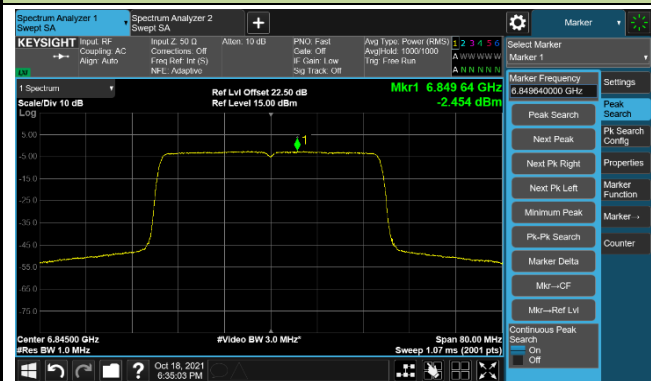 Spectrum Analyzer 1
Swept SA
Spectrum Analyzer 2
Swept SA
+
Marker
KEYSIGHT
Input: RF
Coupling: AC
Align: Auto
Input Z: 50 Ω
Corrections: Off
Freq Ref: Int (S)
NFE: Adaptive
Atten: 10 dB
PNO: Fast
Gate: Off
IF Gain: Low
Sig Track: Off
Avg Type: Power (RMS)
Avg|Hold: 1000/1000
Trig: Free Run
1 2 3 4 5 6
A W W W W W
A N N N N N
Select Marker
Marker 1
1 Spectrum
Scale/Div 10 dB
Log
Ref Lvl Offset 22.50 dB
Ref Level 15.00 dBm
Mkr1 6.849 64 GHz
-2.454 dBm
5.00
-5.00
-15.0
-25.0
-35.0
-45.0
-55.0
-65.0
-75.0
1
Center 6.84500 GHz
#Res BW 1.0 MHz
#Video BW 3.0 MHz*
Span 80.00 MHz
Sweep 1.07 ms (2001 pts)
Marker Frequency
6.849640000 GHz
Peak Search
Next Peak
Next Pk Right
Next Pk Left
Minimum Peak
Pk-Pk Search
Marker Delta
Mkr→CF
Mkr→Ref Lvl
Continuous Peak
Search
On
Off
Settings
Peak
Search
Pk Search
Config
Properties
Marker
Function
Marker→
Counter
?
Oct 18, 2021
6:35:03 PM